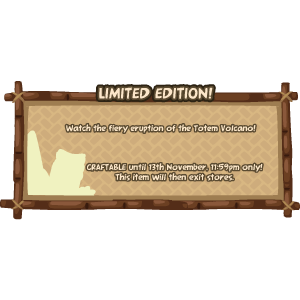 LIMITED EDITION!
Watch the fiery eruption of the Totem Volcano!
CRAFTABLE until 13th November, 11:59pm only!
This item will then exit stores.